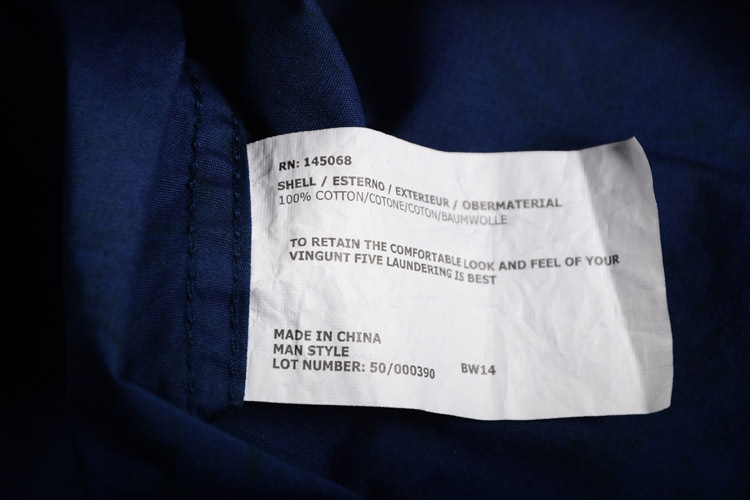 RN: 145068
SHELL / ESTERNO / EXTERIEUR / OBERMATERIAL
100% COTTON/COTONE/COTON/BAUMWOLLE
TO RETAIN THE COMFORTABLE LOOK AND FEEL OF YOUR
VINGUNT FIVE LAUNDERING IS BEST
MADE IN CHINA
MAN STYLE
LOT NUMBER: 50/000390 BW14